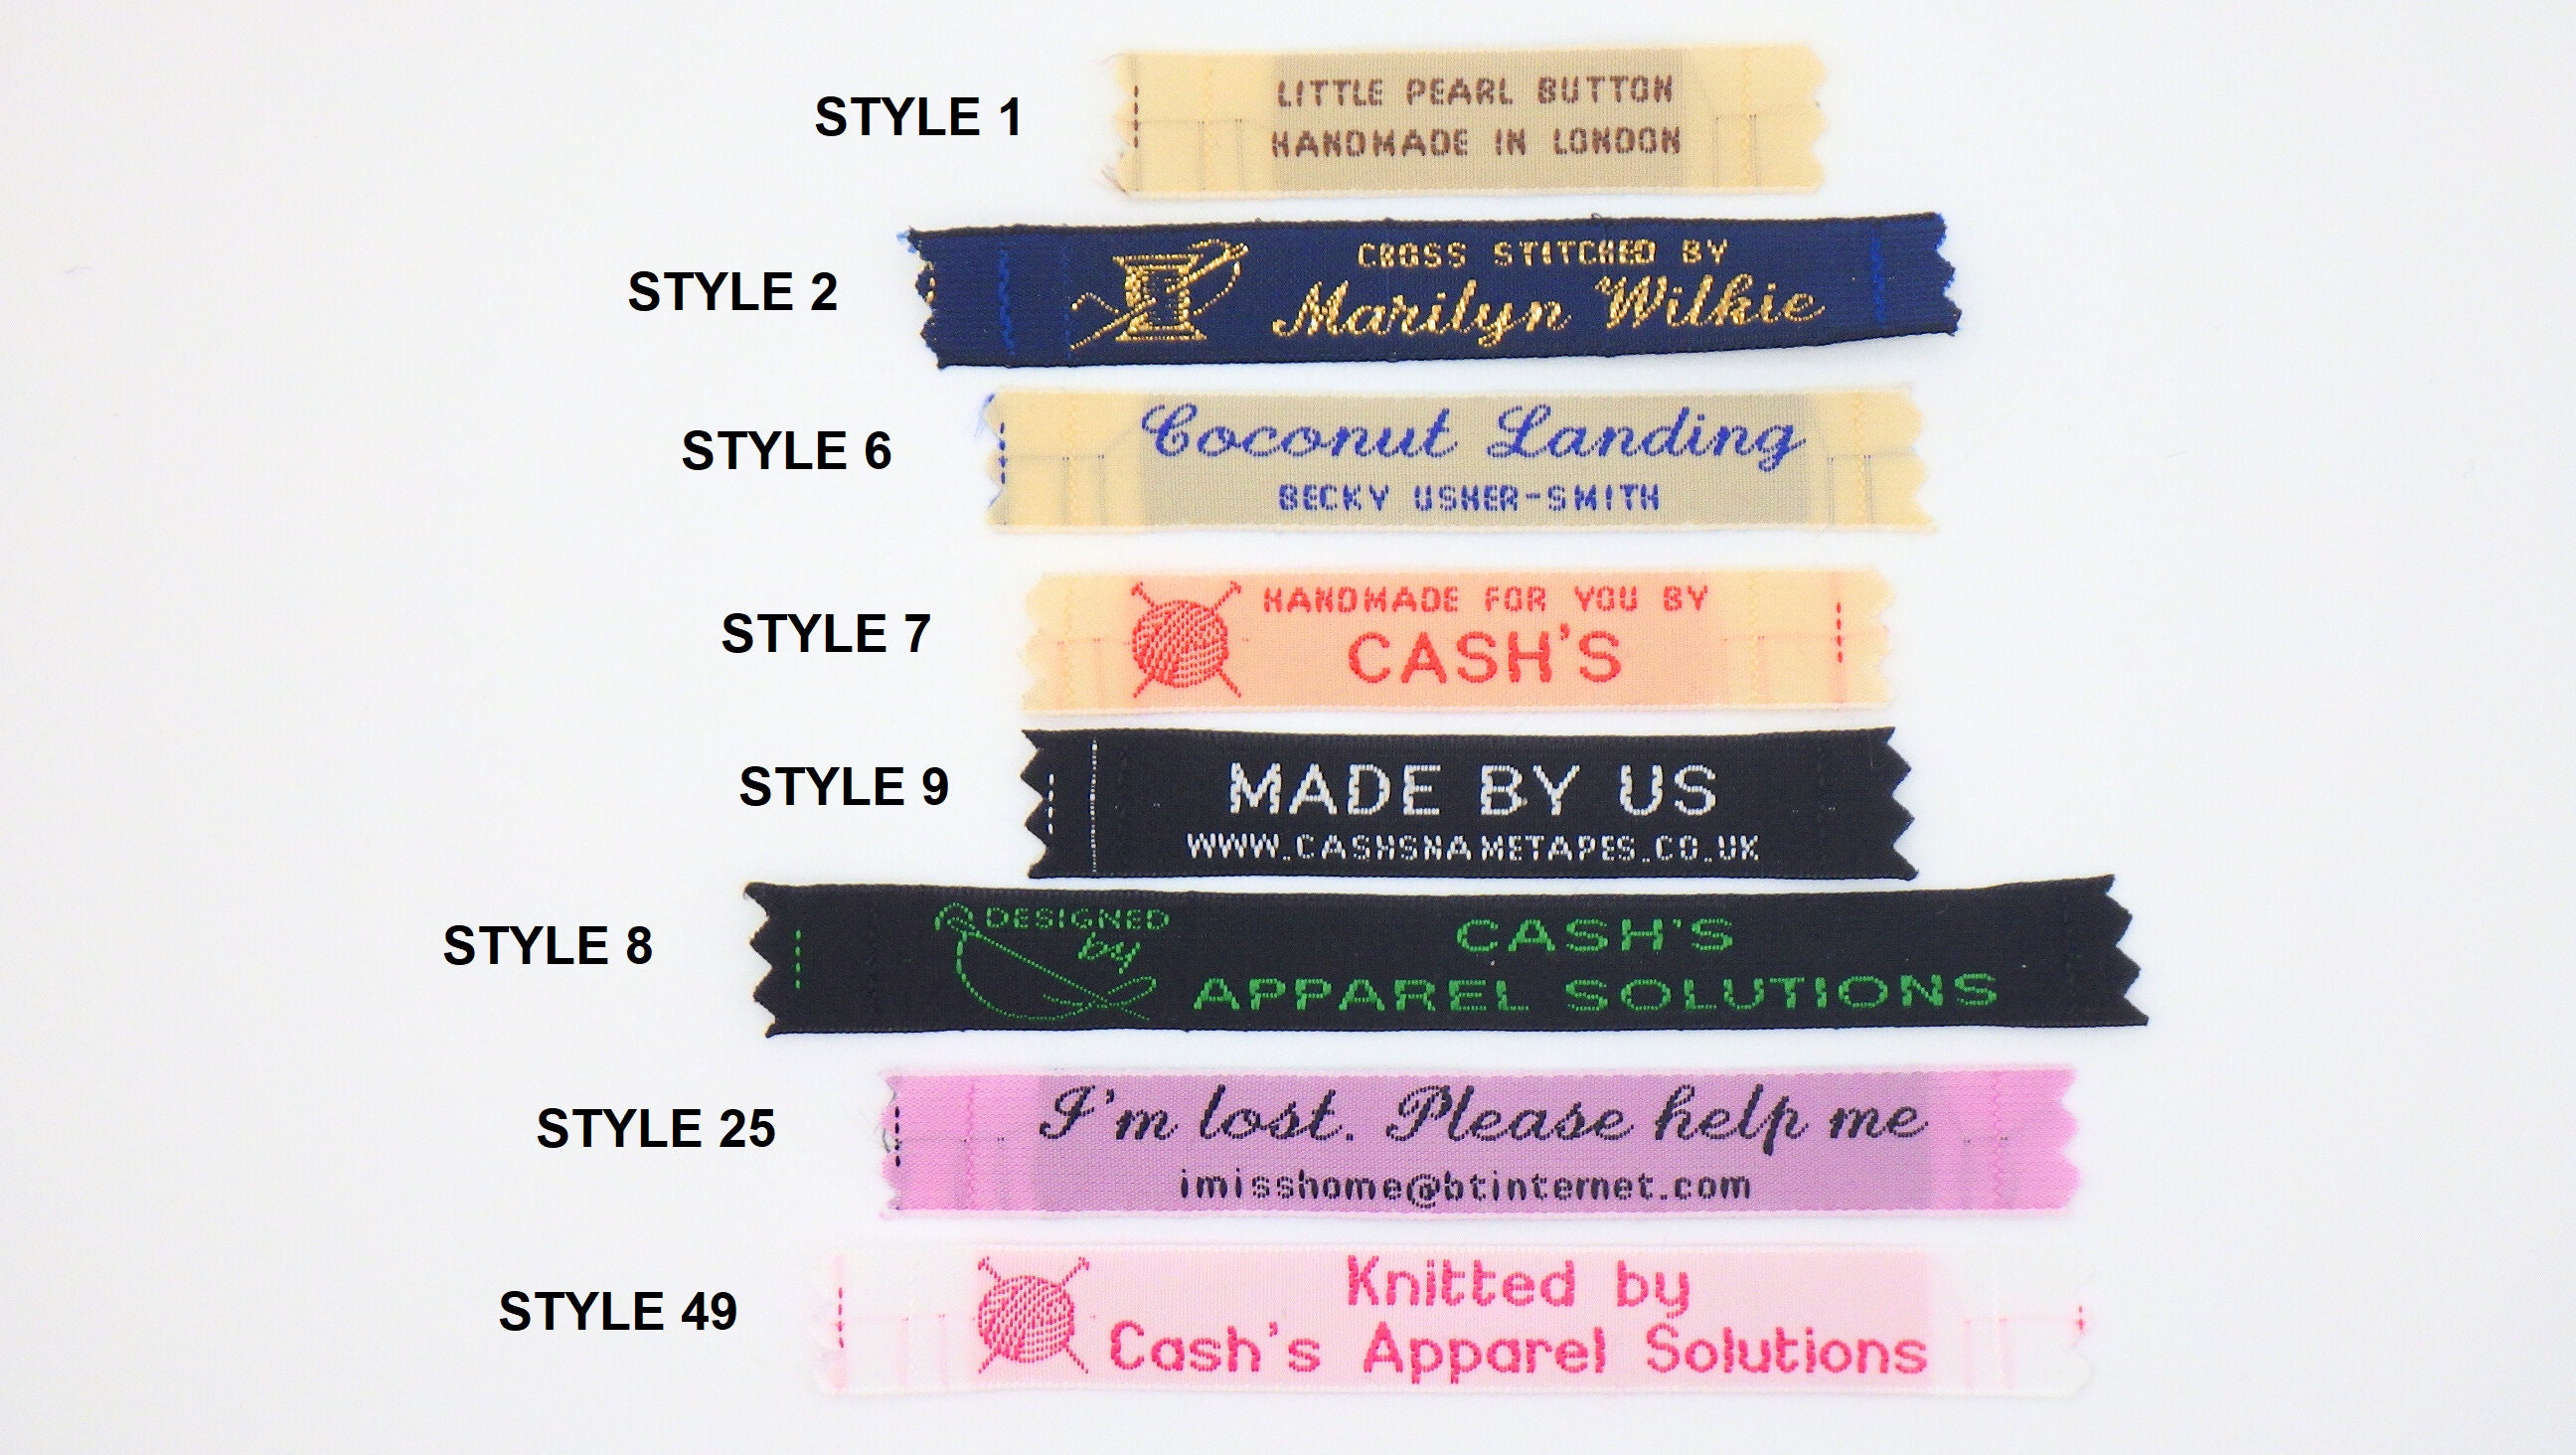 STYLE 1
LITTLE PEARL BUTTON
HANDMADE IN LONDON
STYLE 2
CROSS STITCHED BY
Marilyn Wilkie
STYLE 6
Coconut Landing
BECKY USHER-SMITH
STYLE 7
HANDMADE FOR YOU BY
CASH'S
STYLE 9
MADE BY US
WWW.CASHSNAMETAPES.CO.UK
STYLE 8
DESIGNED
by
CASH'S
APPAREL SOLUTIONS
STYLE 25
I'm lost. Please help me
imisshome@btinternet.com
STYLE 49
Knitted by
Cash's Apparel Solutions